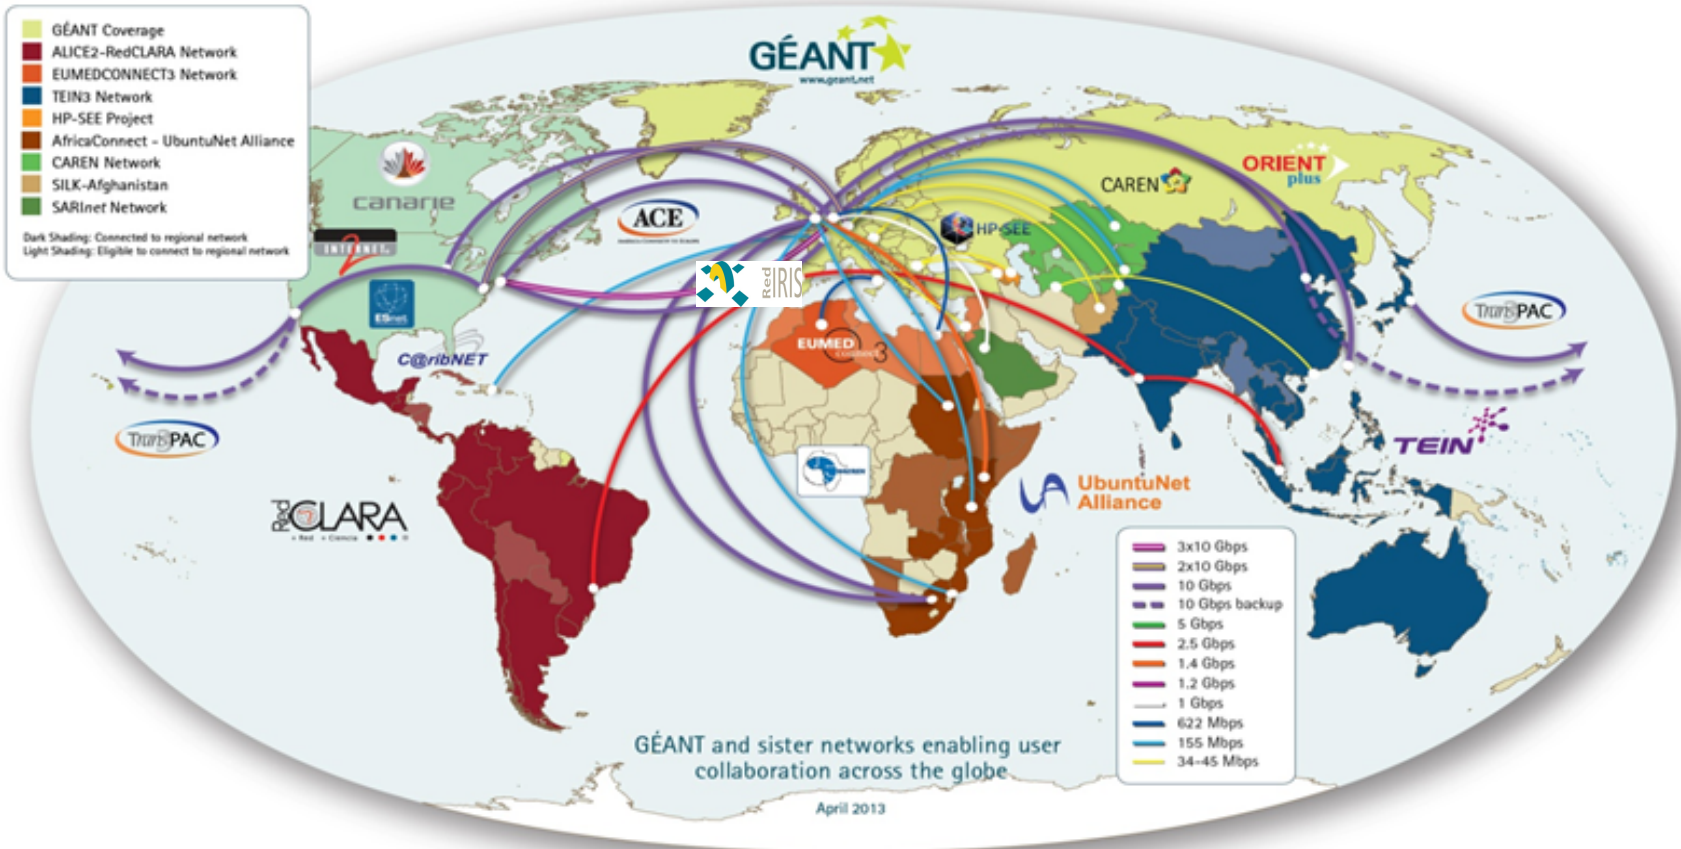 GÉANT Coverage
ALICE2-RedCLARA Network
EUMEDCONNECT3 Network
TEIN3 Network
HP-SEE Project
AfricaConnect - UbuntuNet Alliance
CAREN Network
SILK-Afghanistan
SARInet Network
Dark Shading: Connected to regional network
Light Shading: Eligible to connect to regional network
GÉANT
www.geant.net
canarie
INTERNET
2
ESnet
C@ribNET
ACE
Red
IRIS
HP-SEE
CAREN
ORIENT
plus
TransPAC
TransPAC
EUMED
connect3
TEIN
UbuntuNet
Alliance
Red
CLARA
3x10 Gbps
2x10 Gbps
10 Gbps
10 Gbps backup
5 Gbps
2.5 Gbps
1.4 Gbps
1.2 Gbps
1 Gbps
622 Mbps
155 Mbps
34-45 Mbps
GÉANT and sister networks enabling user
collaboration across the globe
April 2013